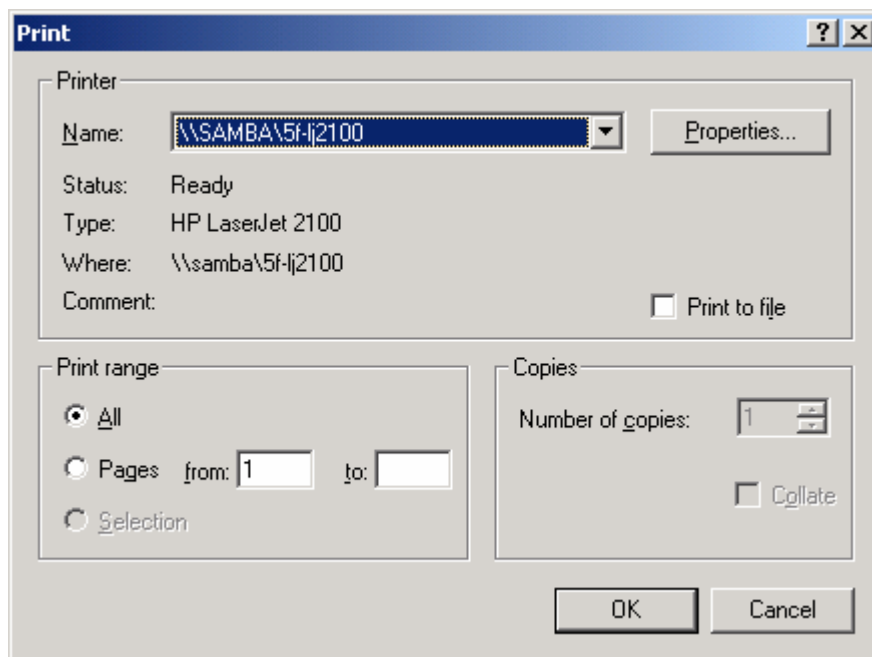 Print
Printer
Name: \\SAMBA\5f-lj2100 Properties...
Status: Ready
Type: HP LaserJet 2100
Where: \\samba\5f-lj2100
Comment: Print to file
Print range
All
Pages from: 1 to:
Selection
Copies
Number of copies: 1
Collate
OK Cancel